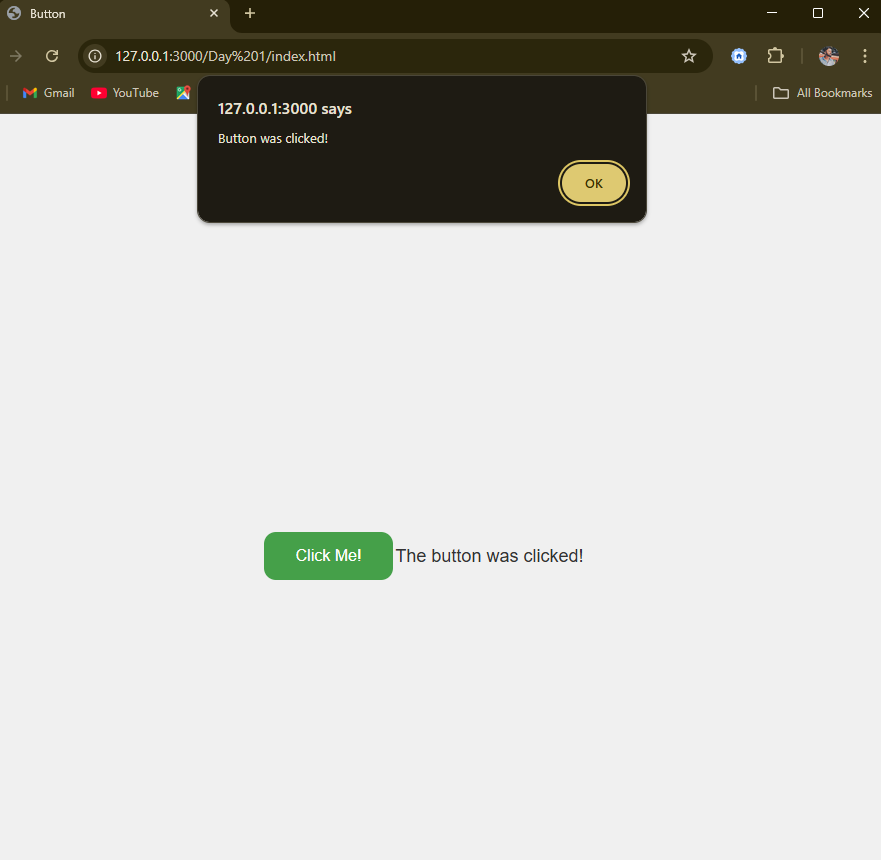 Button
127.0.0.1:3000/Day%201/index.html
Gmail YouTube All Bookmarks
127.0.0.1:3000 says
Button was clicked!
OK
Click Me! The button was clicked!